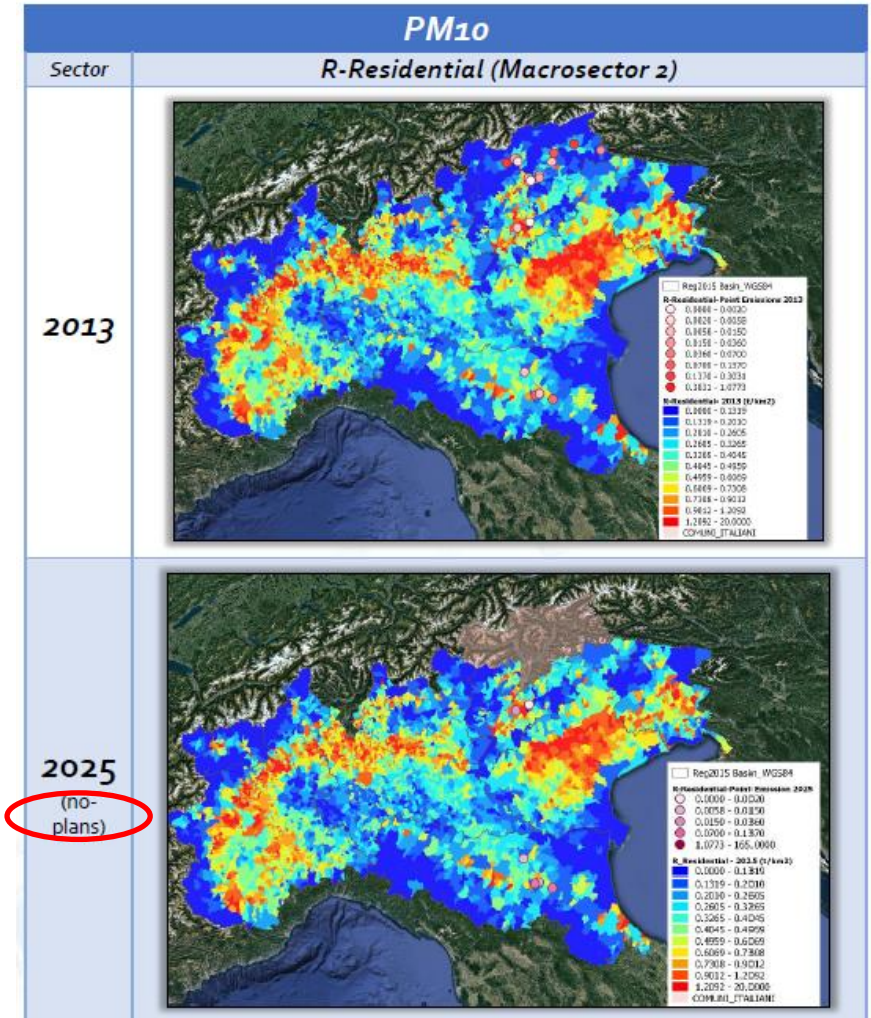 PM10
Sector
R-Residential (Macrosector 2)
2013
Reg2015 Basin_WGS84
R-Residential-Point Emissions 2013
0.0000 - 0.0020
0.0020 - 0.0058
0.0058 - 0.0150
0.0150 - 0.0360
0.0360 - 0.0700
0.0700 - 0.1370
0.1370 - 0.3031
0.3031 - 1.0773
R-Residential- 2013 (t/km2)
0.0000 - 0.1319
0.1319 - 0.2010
0.2010 - 0.2605
0.2605 - 0.3265
0.3265 - 0.4045
0.4045 - 0.4959
0.4959 - 0.6069
0.6069 - 0.7308
0.7308 - 0.9012
0.9012 - 1.2092
1.2092 - 20.0000
COMUNI_ITALIANI
2025
(no-
plans)
Reg2015 Basin_WGS84
R-Residential-Point Emission 2025
0.0000 - 0.0020
0.0058 - 0.0150
0.0150 - 0.0360
0.0700 - 0.1370
1.0773 - 165.0000
R_Residential - 2025 (t/km2)
0.0000 - 0.1319
0.1319 - 0.2010
0.2010 - 0.2605
0.2605 - 0.3265
0.3265 - 0.4045
0.4045 - 0.4959
0.4959 - 0.6069
0.6069 - 0.7308
0.7308 - 0.9012
0.9012 - 1.2092
1.2092 - 20.0000
COMUNI_ITALIANI